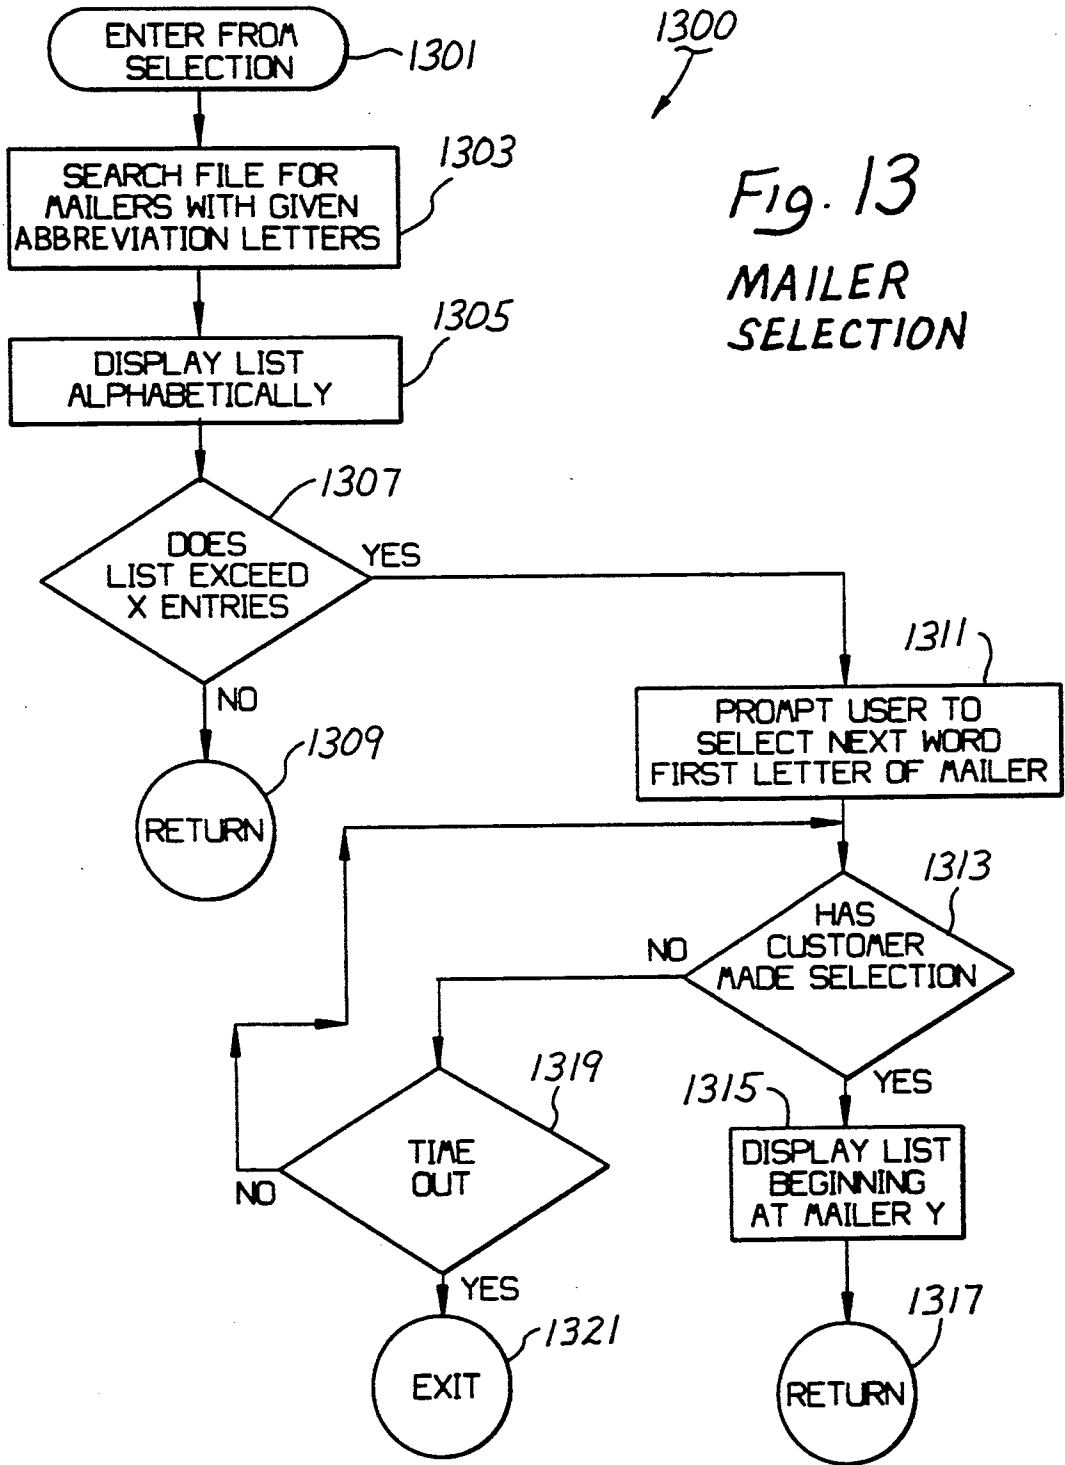 ENTER FROM
SELECTION
1301
1300
SEARCH FILE FOR
MAILERS WITH GIVEN
ABBREVIATION LETTERS
1303
Fig. 13
MAILER
SELECTION
DISPLAY LIST
ALPHABETICALLY
1305
DOES
LIST EXCEED
X ENTRIES
1307
YES
NO
RETURN
1309
PROMPT USER TO
SELECT NEXT WORD
FIRST LETTER OF MAILER
1311
HAS
CUSTOMER
MADE SELECTION
1313
NO
YES
TIME
OUT
1319
NO
YES
DISPLAY LIST
BEGINNING
AT MAILER Y
1315
EXIT
1321
RETURN
1317